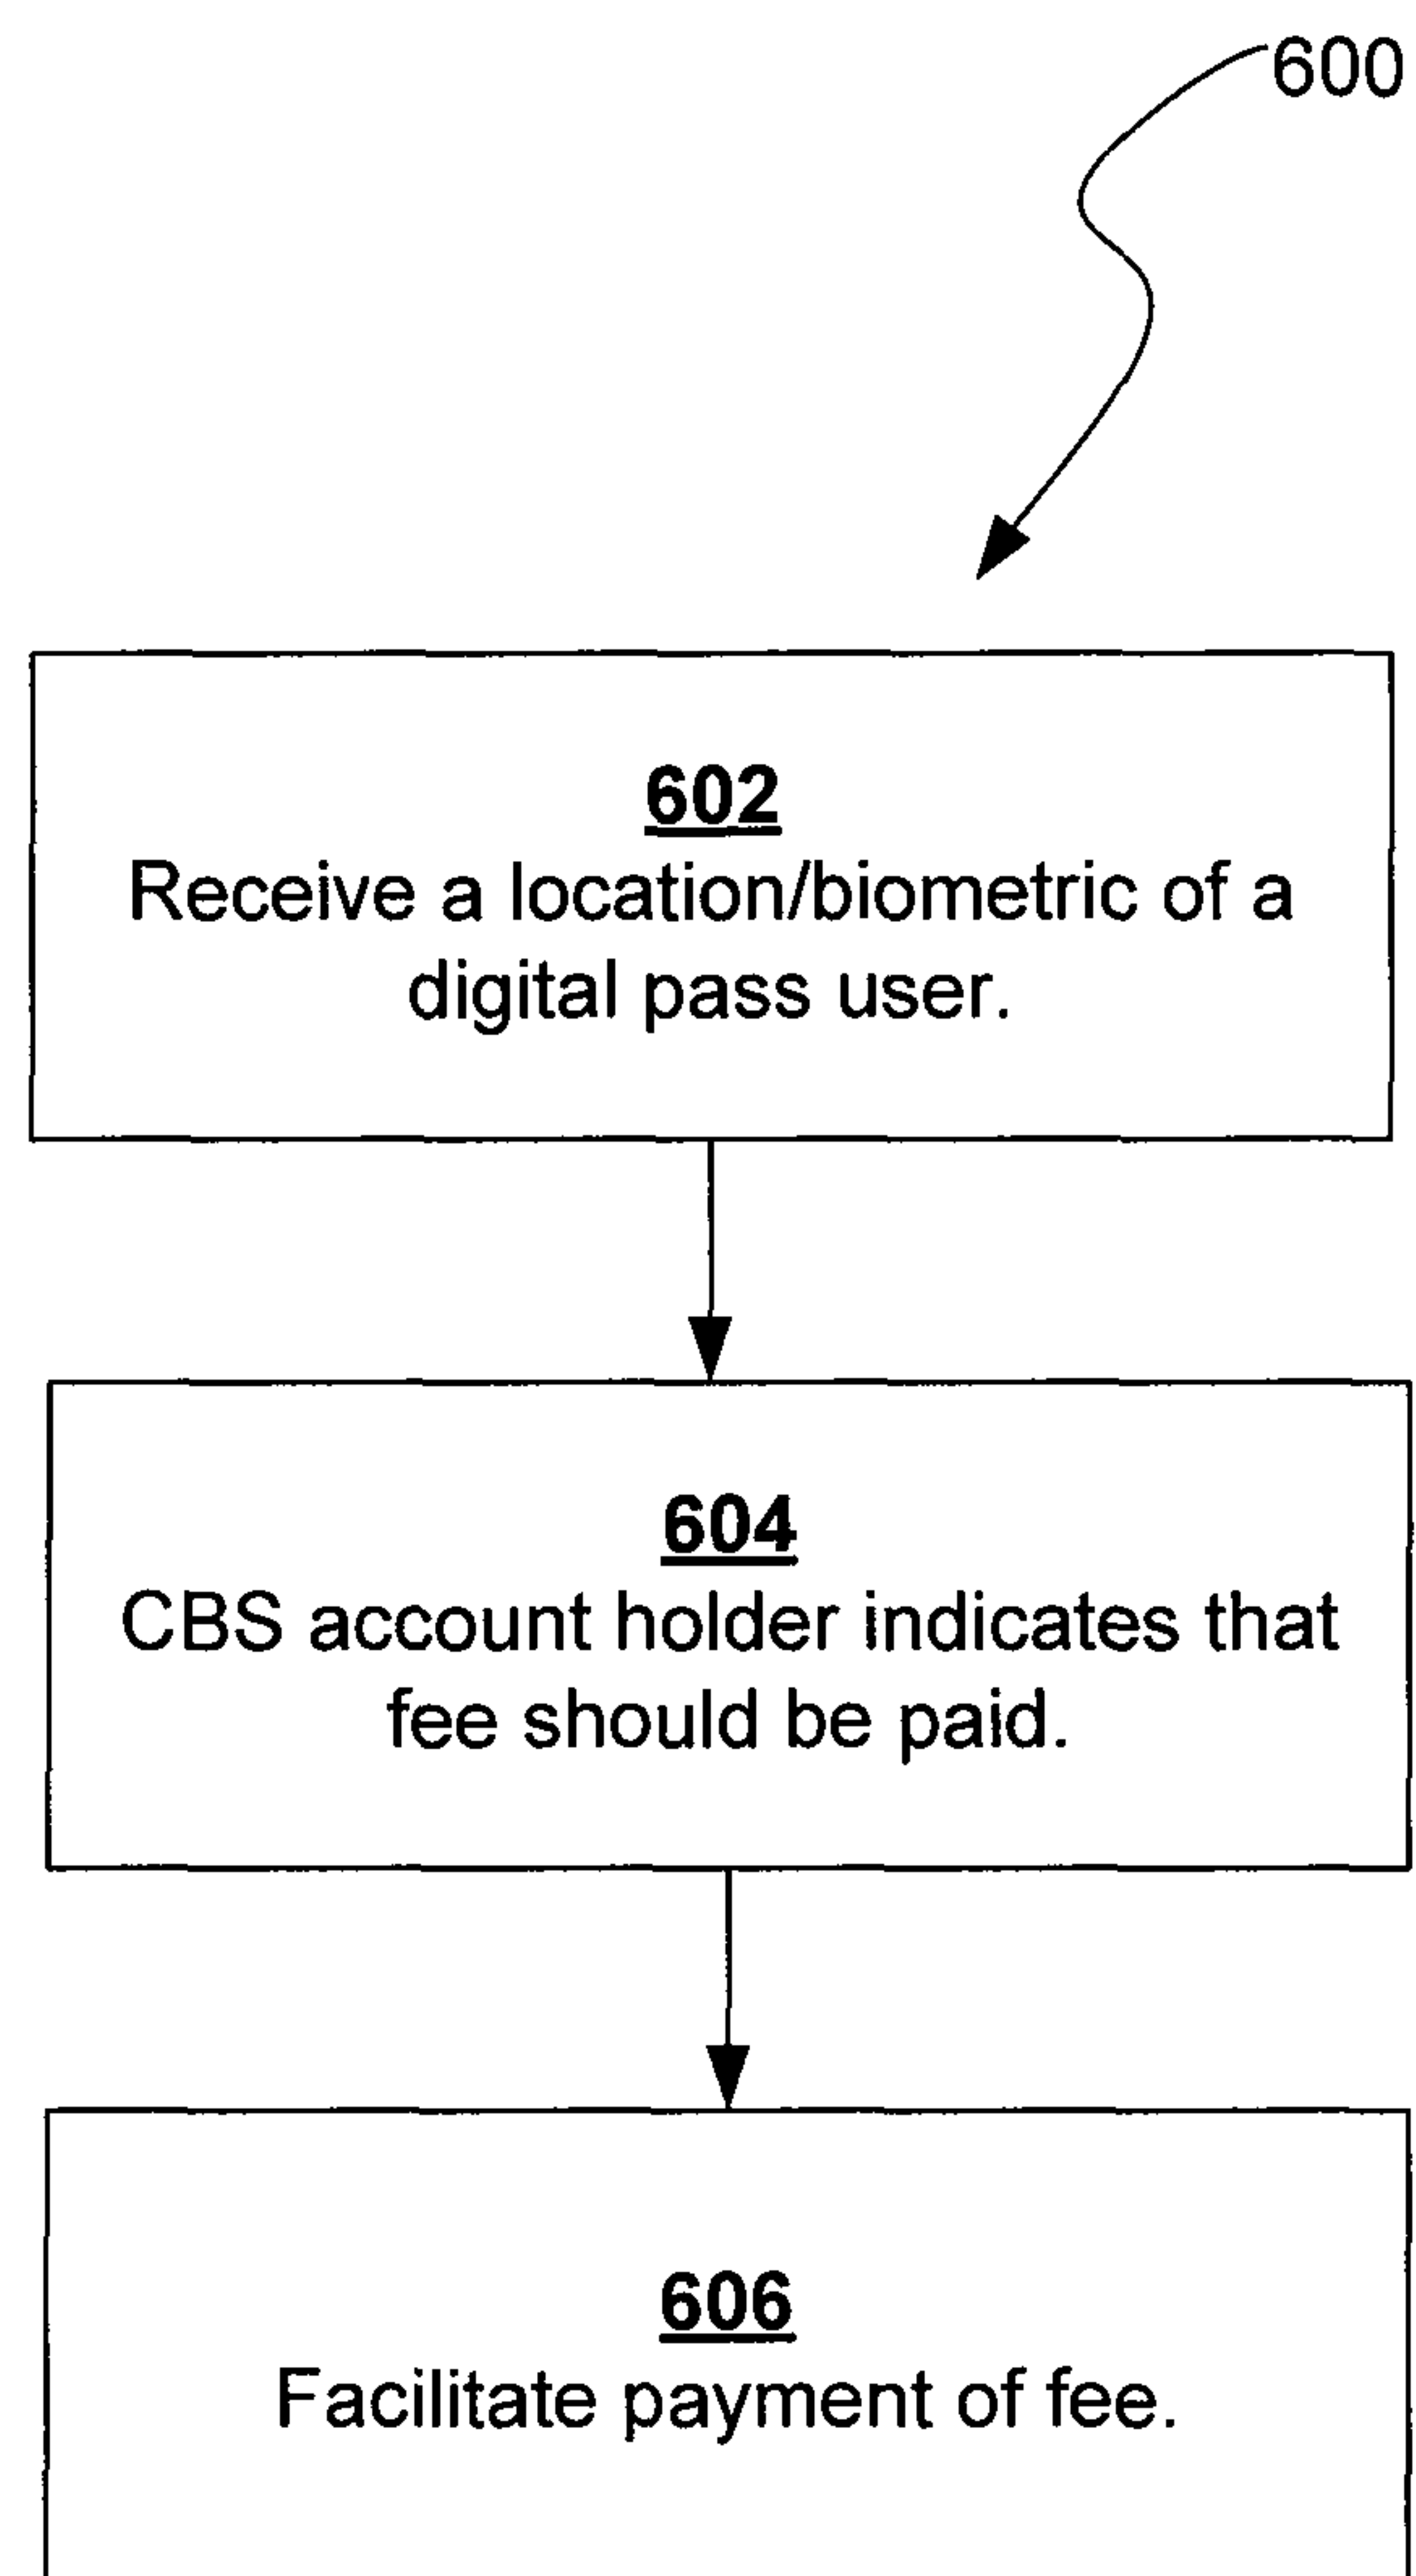 600
602
Receive a location/biometric of a
digital pass user.
604
CBS account holder indicates that
fee should be paid.
606
Facilitate payment of fee.